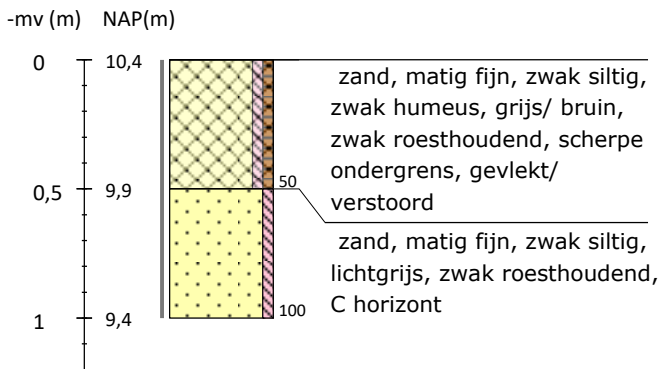 -mv (m) NAP(m)
0 10,4
zand, matig fijn, zwak siltig,
zwak humeus, grijs/ bruin,
zwak roesthoudend, scherpe
ondergrens, gevlekt/
verstoord
0,5 9,9 50
zand, matig fijn, zwak siltig,
lichtgrijs, zwak roesthoudend,
C horizont
1 9,4 100